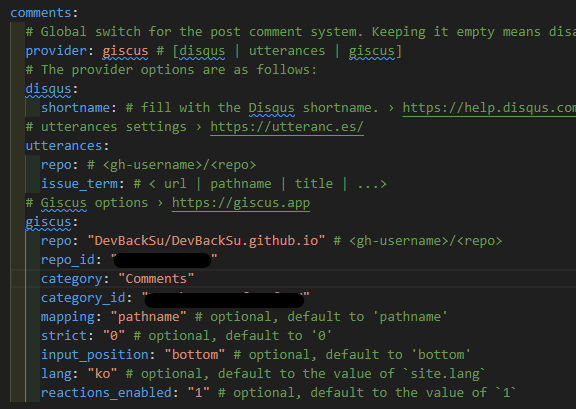 comments:
# Global switch for the post comment system. Keeping it empty means
provider: giscus # [disqus | utterances | giscus]
# The provider options are as follows:
disqus:
shortname: # fill with the Disqus shortname. › https://help.disqus.com
# utterances settings › https://utteranc.es/
utterances:
repo: # <gh-username>/<repo>
issue_term: # < url | pathname | title | ...>
# Giscus options › https://giscus.app
giscus:
repo: "DevBackSu/DevBackSu.github.io" # <gh-username>/<repo>
repo_id: " "
category: "Comments"
category_id: " "
mapping: "pathname" # optional, default to 'pathname'
strict: "0" # optional, default to '0'
input_position: "bottom" # optional, default to 'bottom'
lang: "ko" # optional, default to the value of `site.lang`
reactions_enabled: "1" # optional, default to the value of `1`